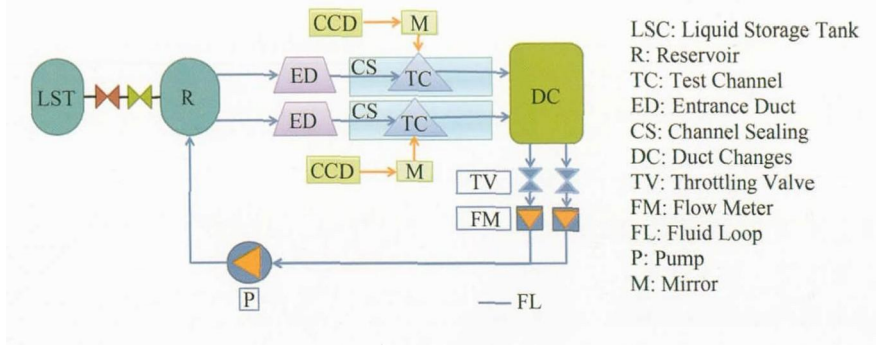 CCD
M
ED
CS
TC
LST
R
DC
ED
CS
TC
CCD
M
TV
FM
P
FL
LSC: Liquid Storage Tank
R: Reservoir
TC: Test Channel
ED: Entrance Duct
CS: Channel Sealing
DC: Duct Changes
TV: Throttling Valve
FM: Flow Meter
FL: Fluid Loop
P: Pump
M: Mirror